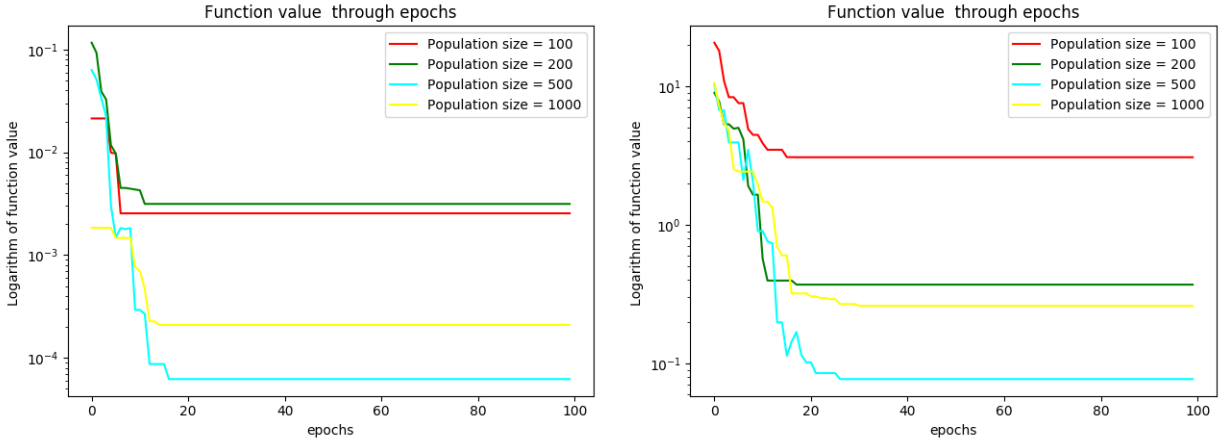 Function value  through epochs
Logarithm of function value
10⁻¹
10⁻²
10⁻³
10⁻⁴
Population size = 100
Population size = 200
Population size = 500
Population size = 1000
0 20 40 60 80 100
epochs
Function value  through epochs
Logarithm of function value
10¹
10⁰
10⁻¹
Population size = 100
Population size = 200
Population size = 500
Population size = 1000
0 20 40 60 80 100
epochs